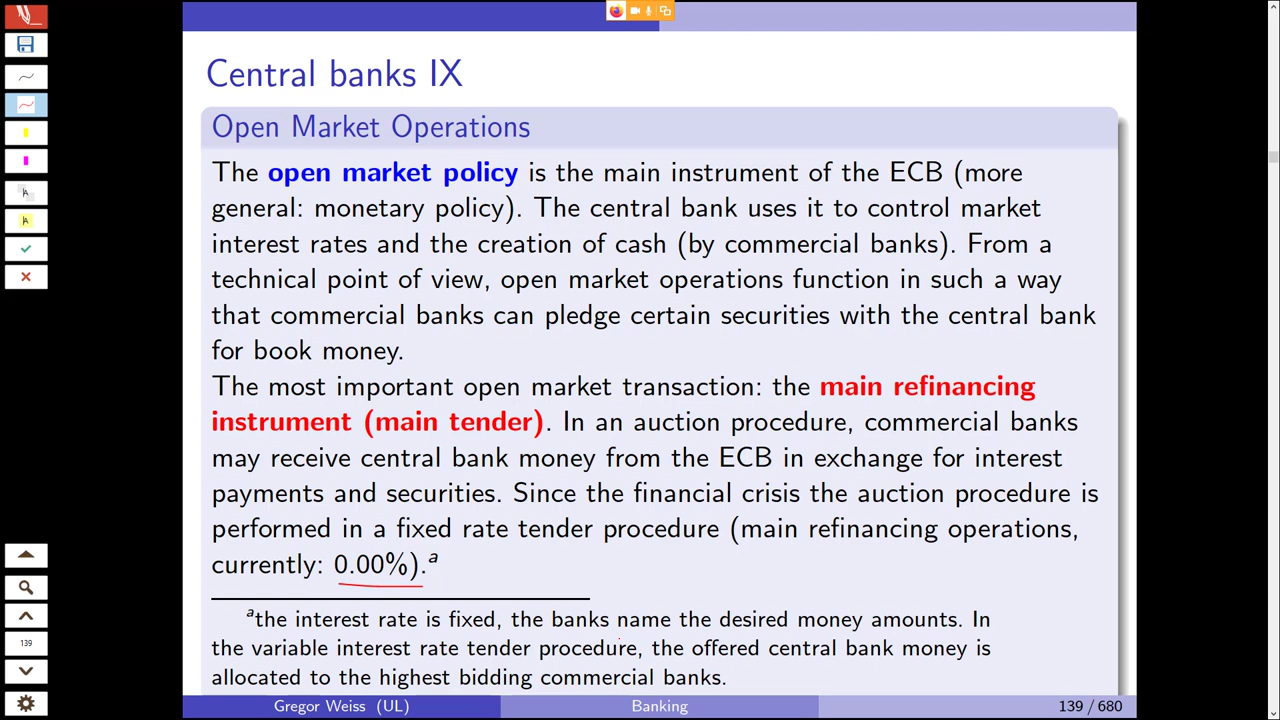 Central banks IX
Open Market Operations
The open market policy is the main instrument of the ECB (more
general: monetary policy). The central bank uses it to control market
interest rates and the creation of cash (by commercial banks). From a
technical point of view, open market operations function in such a way
that commercial banks can pledge certain securities with the central bank
for book money.
The most important open market transaction: the main refinancing
instrument (main tender). In an auction procedure, commercial banks
may receive central bank money from the ECB in exchange for interest
payments and securities. Since the financial crisis the auction procedure is
performed in a fixed rate tender procedure (main refinancing operations,
currently: 0.00%).a
athe interest rate is fixed, the banks name the desired money amounts. In
the variable interest rate tender procedure, the offered central bank money is
allocated to the highest bidding commercial banks.
139
Gregor Weiss (UL) Banking 139 / 680